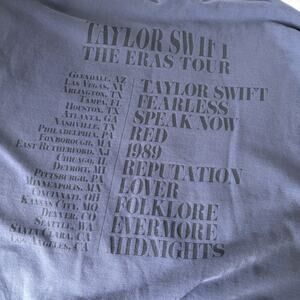 TAYLOR SWIFT
THE ERAS TOUR
GLENDALE, AZ
LAS VEGAS, NV
ARLINGTON, TX
TAMPA, FL
HOUSTON, TX
ATLANTA, GA
NASHVILLE, TN
PHILADELPHIA, PA
FOXBOROUGH, MA
EAST RUTHERFORD, NJ
CHICAGO, IL
DETROIT, MI
PITTSBURGH, PA
MINNEAPOLIS, MN
CINCINNATI, OH
KANSAS CITY, MO
DENVER, CO
SEATTLE, WA
SANTA CLARA, CA
LOS ANGELES, CA
TAYLOR SWIFT
FEARLESS
SPEAK NOW
RED
1989
REPUTATION
LOVER
FOLKLORE
EVERMORE
MIDNIGHTS